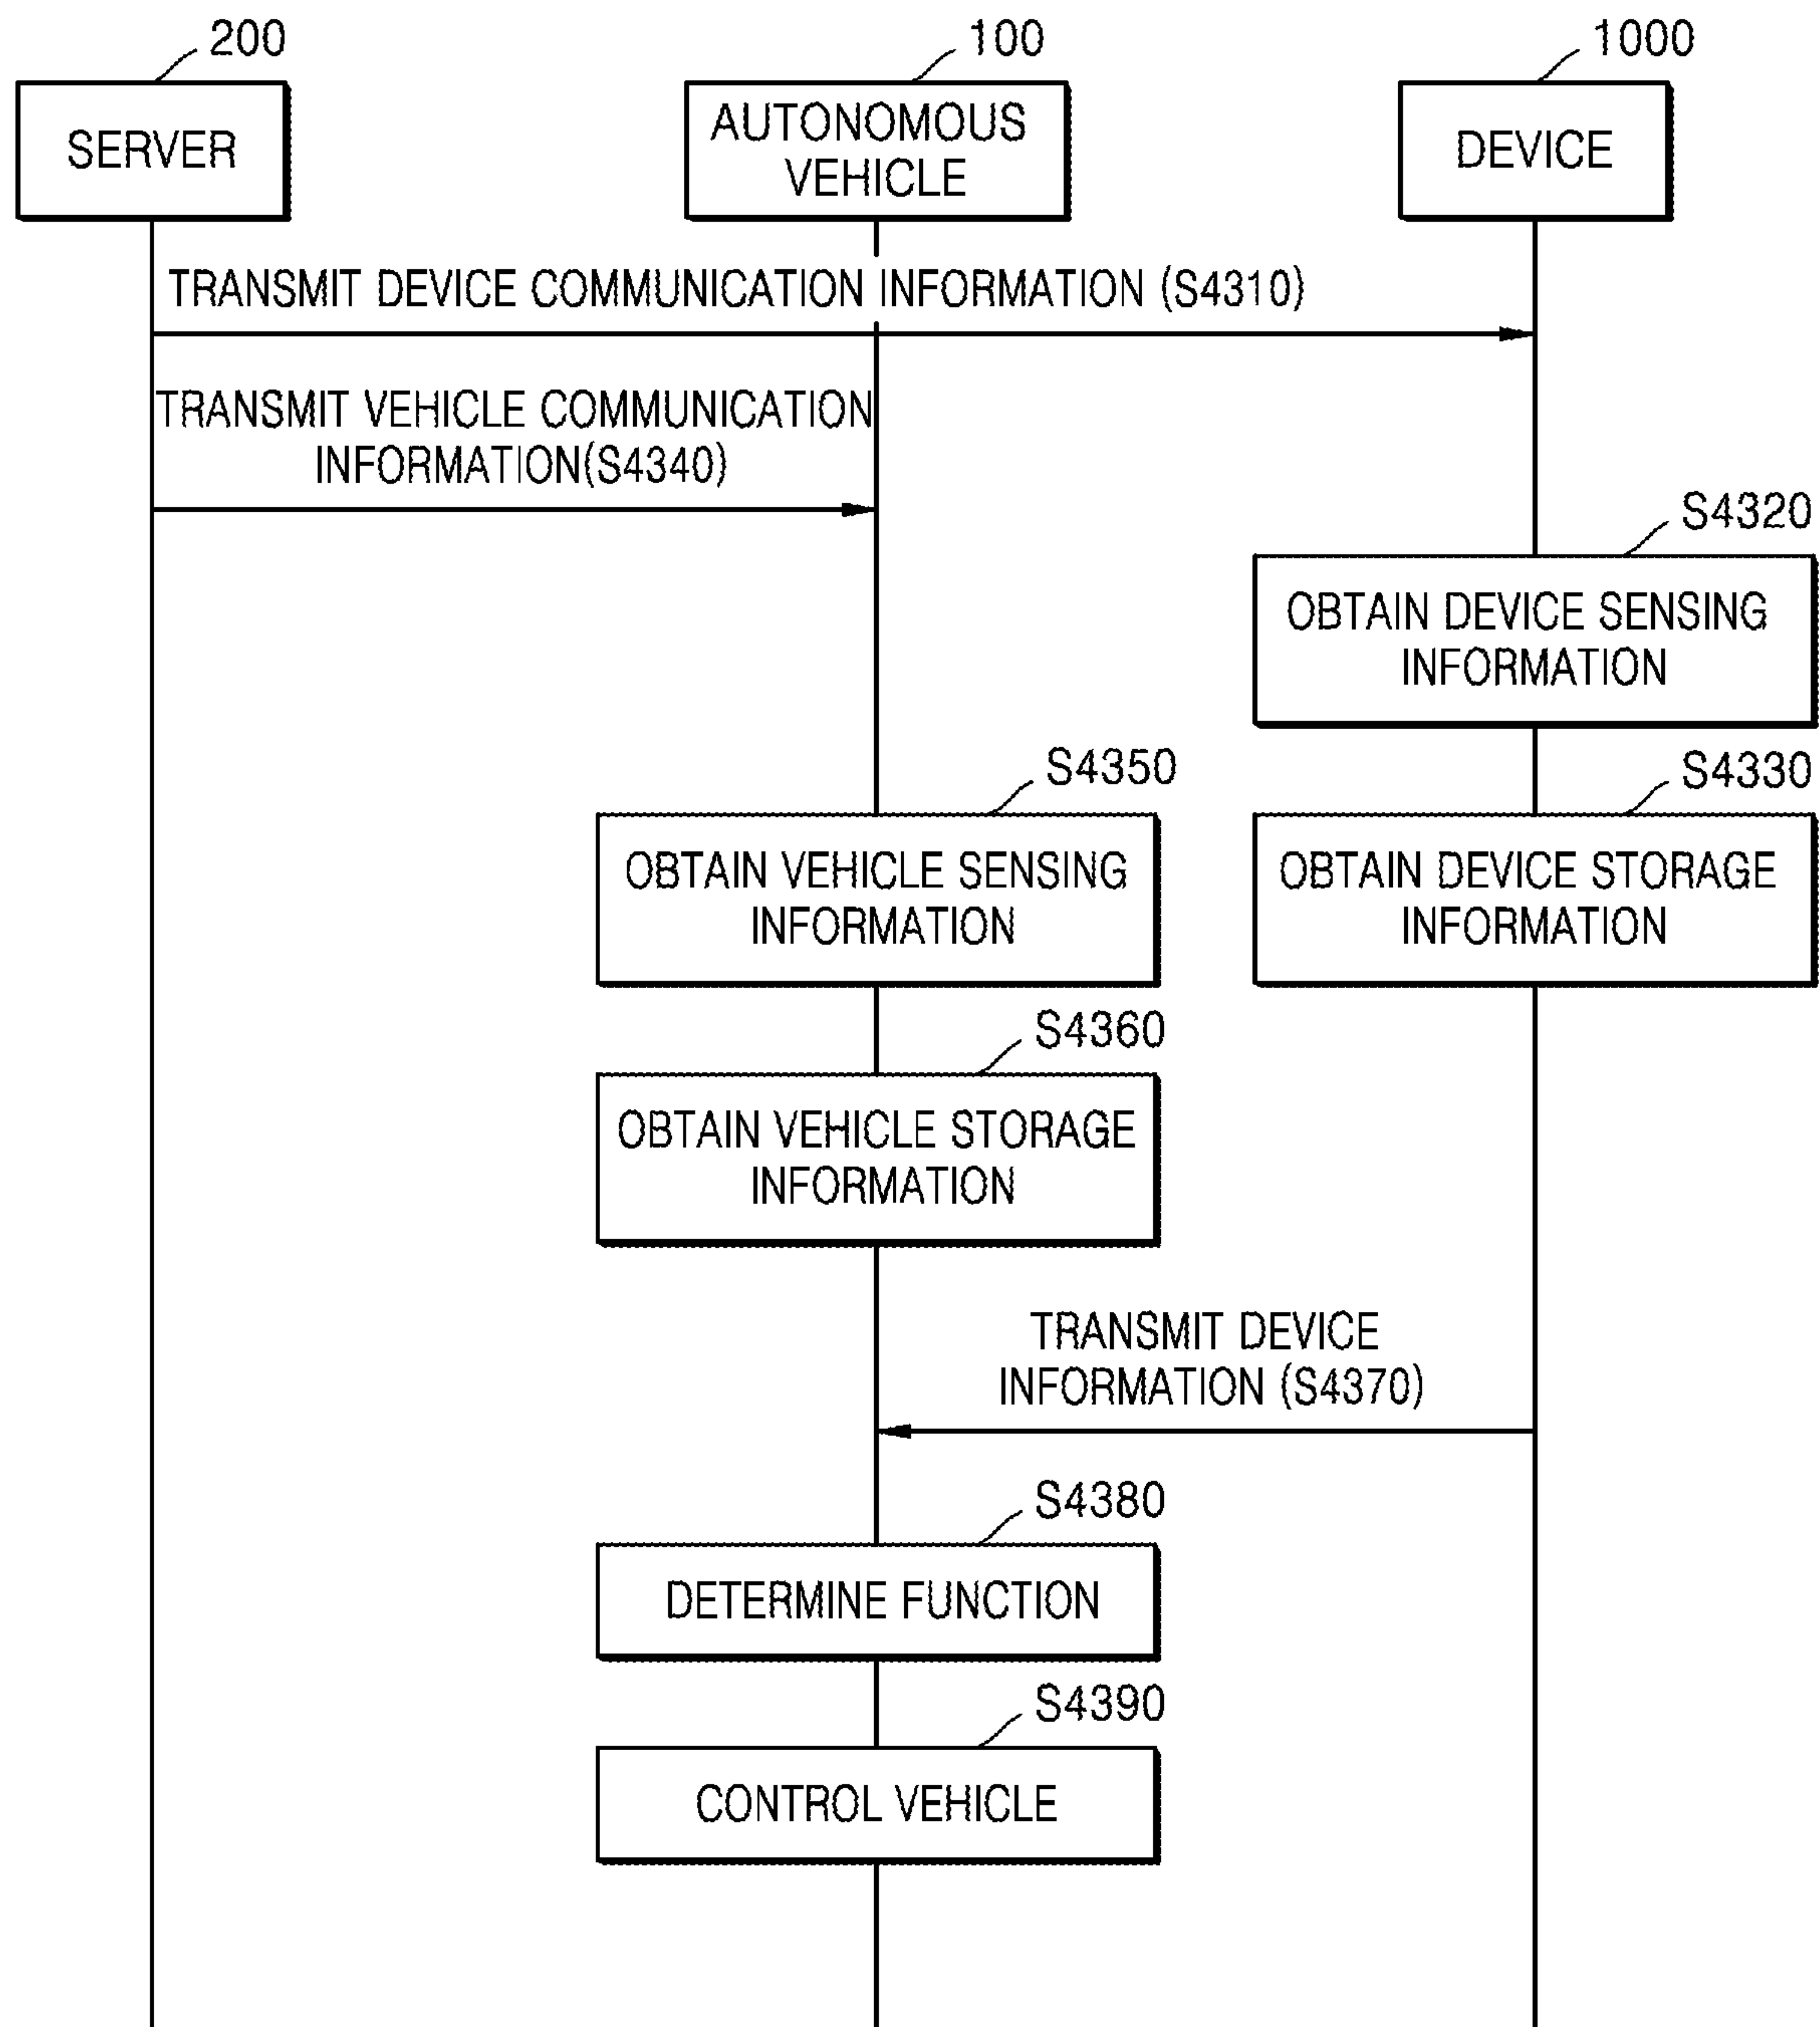 200
100
1000
SERVER
AUTONOMOUS
VEHICLE
DEVICE
TRANSMIT DEVICE COMMUNICATION INFORMATION (S4310)
TRANSMIT VEHICLE COMMUNICATION
INFORMATION(S4340)
S4320
OBTAIN DEVICE SENSING
INFORMATION
S4350
S4330
OBTAIN VEHICLE SENSING
INFORMATION
OBTAIN DEVICE STORAGE
INFORMATION
S4360
OBTAIN VEHICLE STORAGE
INFORMATION
TRANSMIT DEVICE
INFORMATION (S4370)
S4380
DETERMINE FUNCTION
S4390
CONTROL VEHICLE